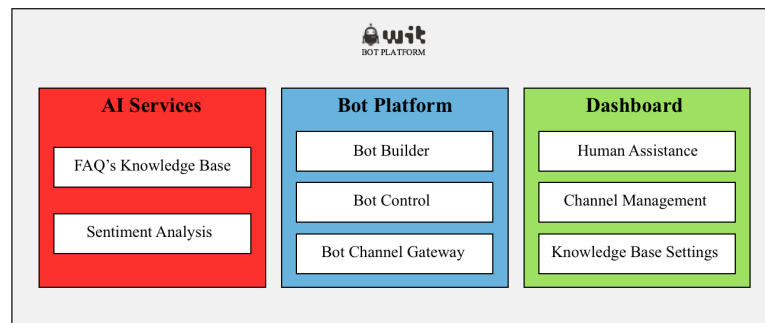 wit
BOT PLATFORM
AI Services
FAQ’s Knowledge Base
Sentiment Analysis
Bot Platform
Bot Builder
Bot Control
Bot Channel Gateway
Dashboard
Human Assistance
Channel Management
Knowledge Base Settings